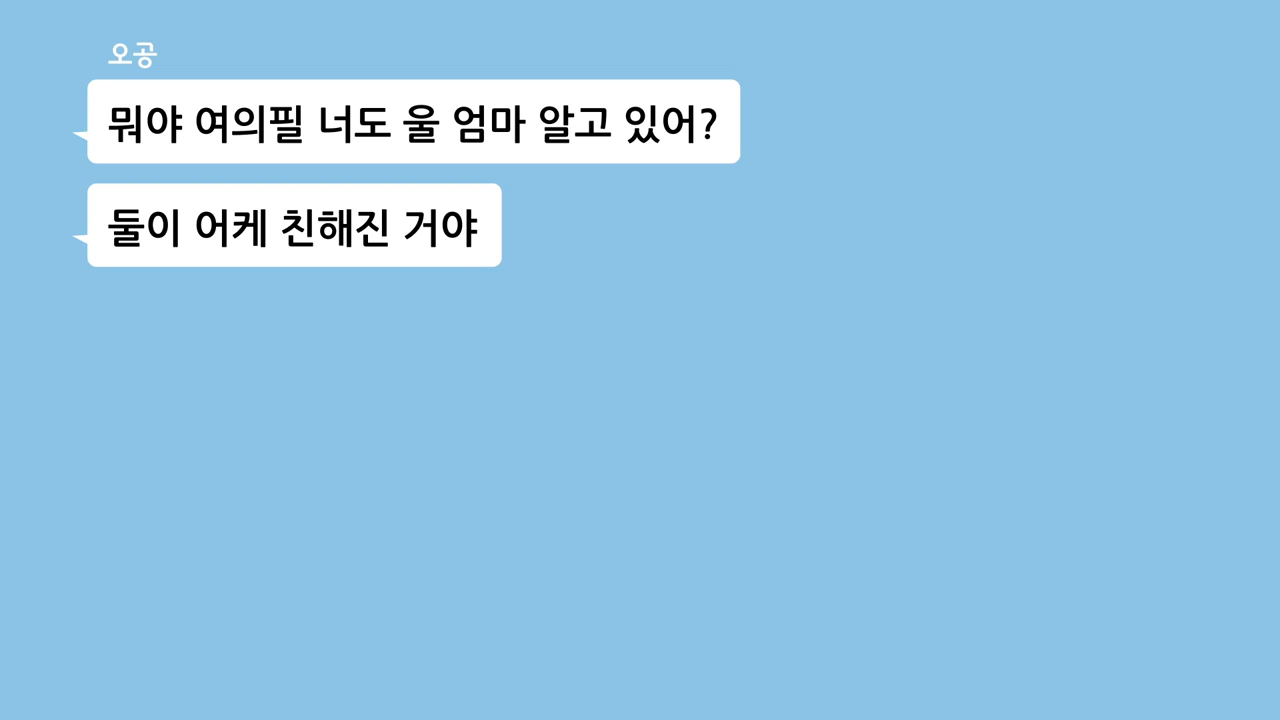 오공
뭐야 여의필 너도 울 엄마 알고 있어?
둘이 어케 친해진 거야